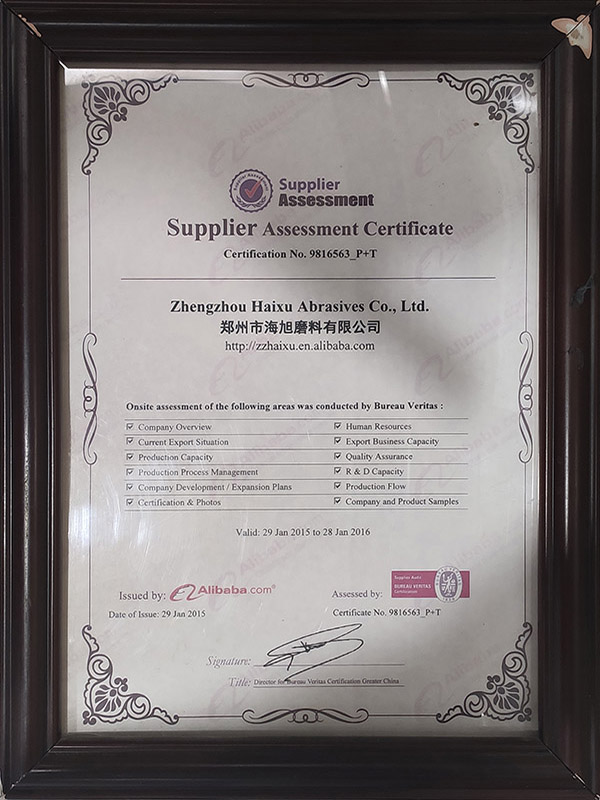 Supplier Assessment
Supplier
Assessment
Supplier Assessment Certificate
Certification No. 9816563_P+T
Zhengzhou Haixu Abrasives Co., Ltd.
郑州市海旭磨料有限公司
http://zzhaixu.en.alibaba.com
Onsite assessment of the following areas was conducted by Bureau Veritas :
Company Overview
Human Resources
Current Export Situation
Export Business Capacity
Production Capacity
Quality Assurance
Production Process Management
R & D Capacity
Company Development / Expansion Plans
Production Flow
Certification & Photos
Company and Product Samples
Valid: 29 Jan 2015 to 28 Jan 2016
Issued by: Alibaba.com®
Date of Issue: 29 Jan 2015
Assessed by:
Supplier Audit
BUREAU VERITAS
Certification
Certificate No. 9816563_P+T
Signature:
Title: Director for Bureau Veritas Certification Greater China